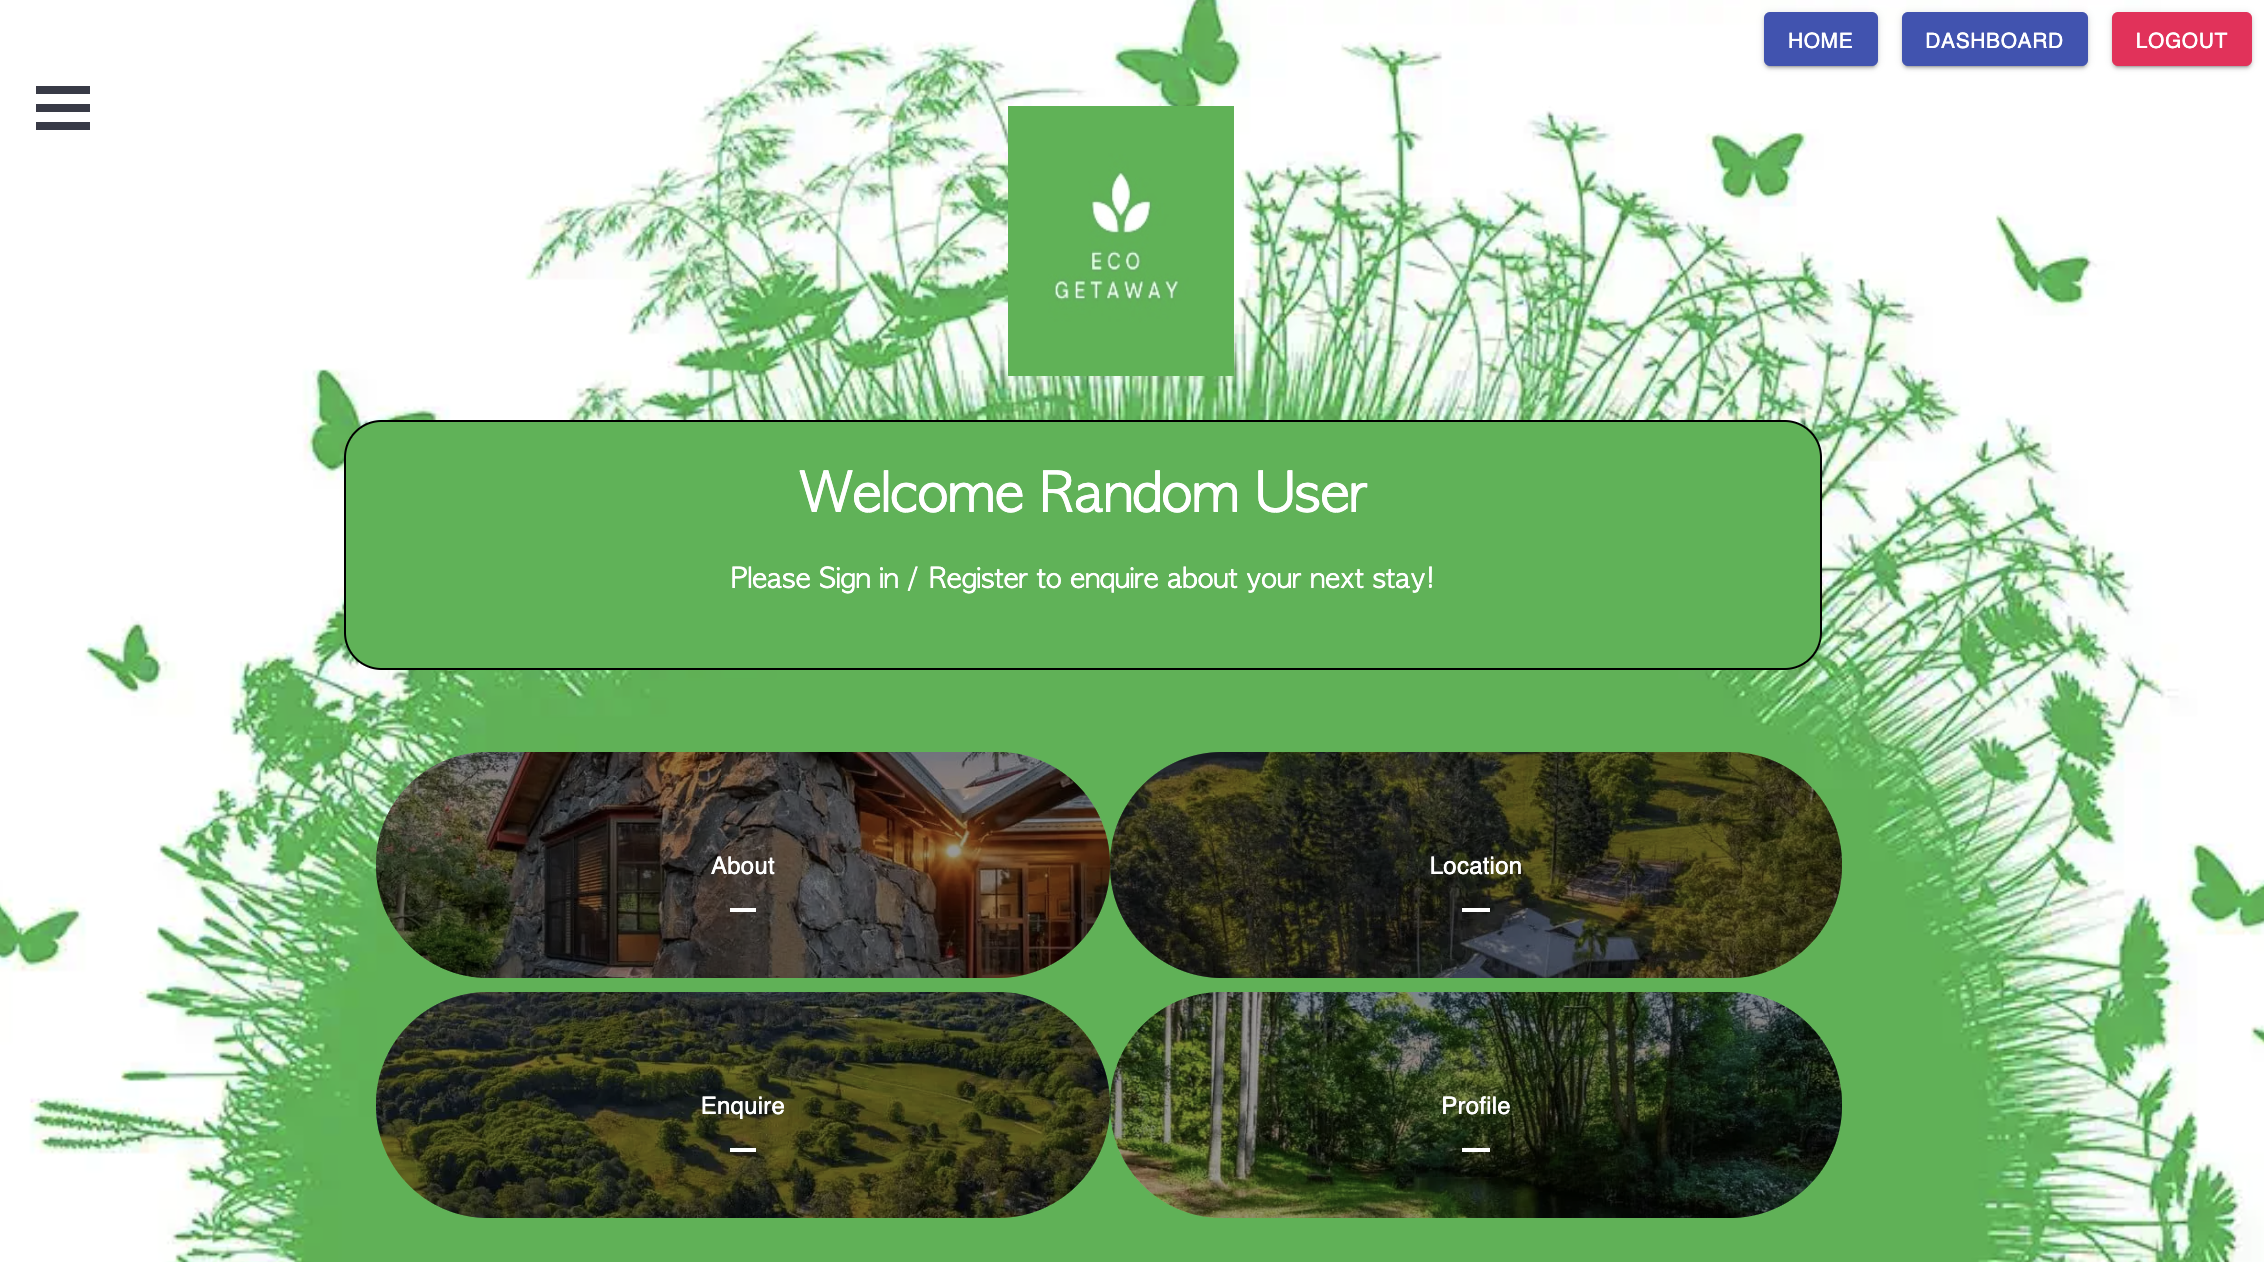 HOME DASHBOARD LOGOUT
ECO
GETAWAY
Welcome Random User
Please Sign in / Register to enquire about your next stay!
About
Location
Enquire
Profile